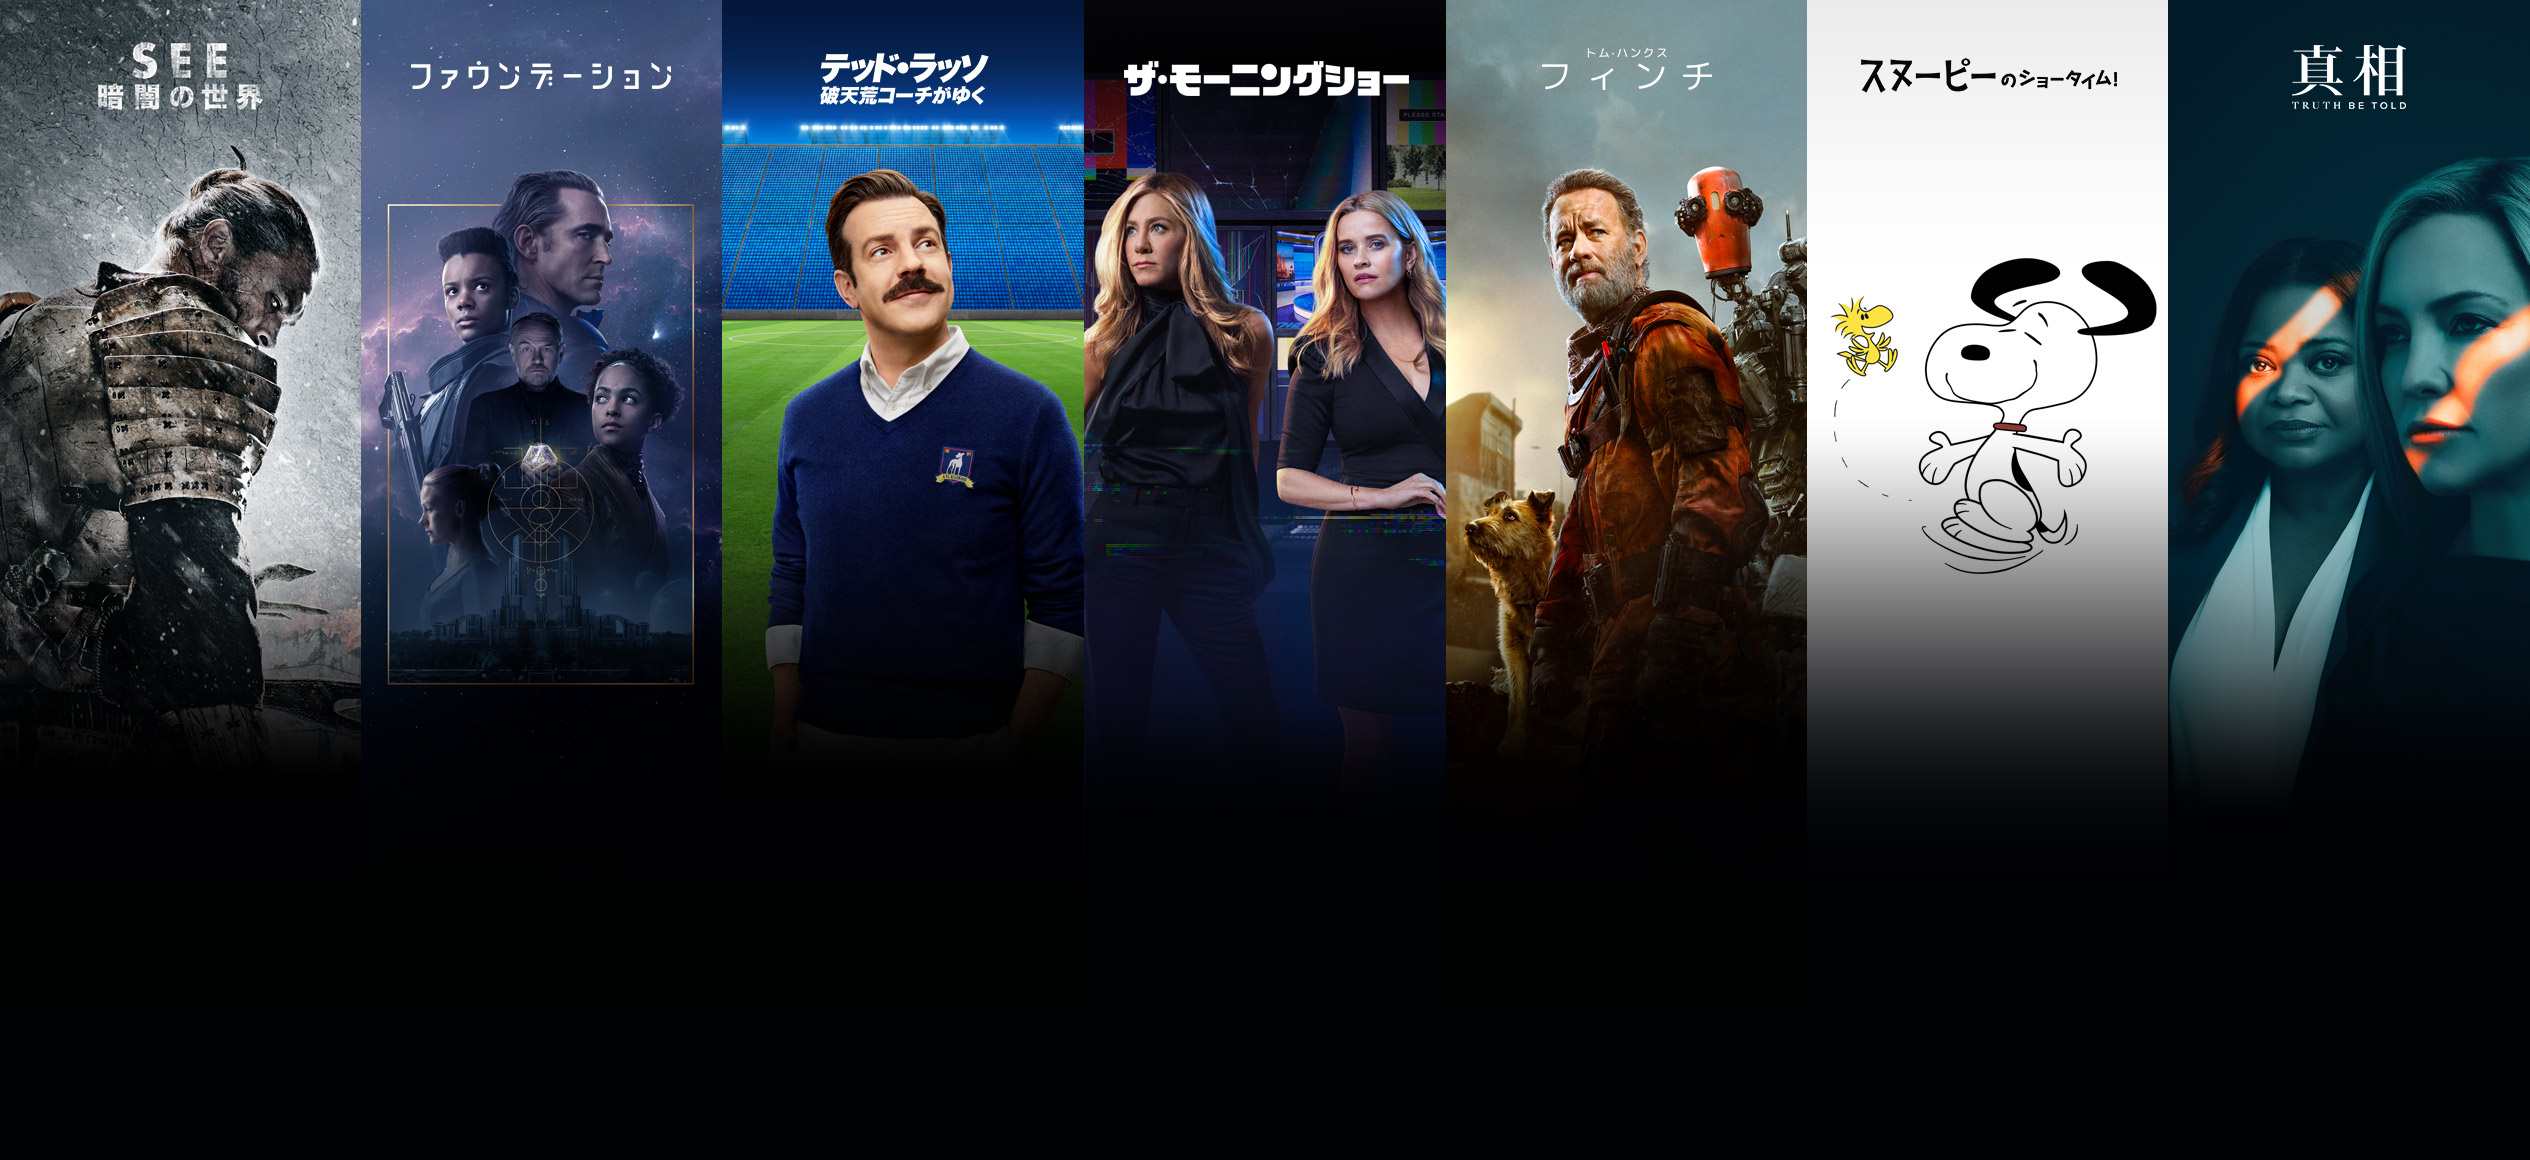 SEE
暗闇の世界
ファウンデーション
テッド・ラッソ
破天荒コーチがゆく
ザ・モーニングショー
PLEASE STA
トム・ハンクス
フィンチ
スヌーピーのショータイム!
真相
TRUTH BE TOLD